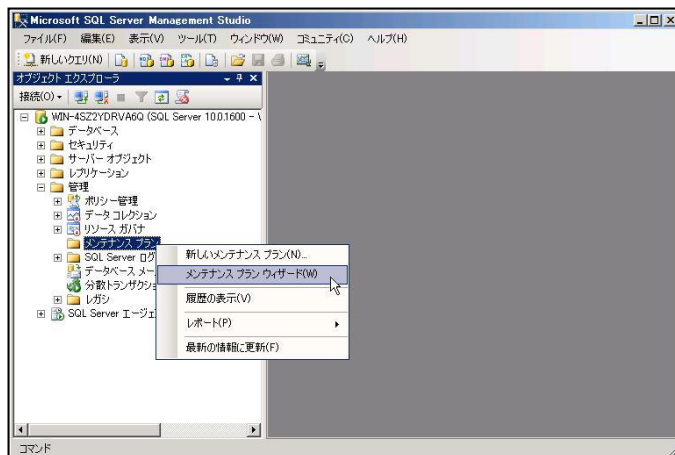 Microsoft SQL Server Management Studio
ファイル(F) 編集(E) 表示(V) ツール(T) ウィンドウ(W) コミュニティ(C) ヘルプ(H)
新しいクエリ(N)
オブジェクト エクスプローラ
接続(O)
WIN-4SZ2YDRVA6Q (SQL Server 10.0.1600 - \
データベース
セキュリティ
サーバー オブジェクト
レプリケーション
管理
ポリシー管理
データ コレクション
リソース ガバナ
メンテナンス プラン
SQL Server ログ
データベース メー
分散トランザクショ
レガシ
SQL Server エージェ
新しいメンテナンス プラン(N)...
メンテナンス プラン ウィザード(W)
履歴の表示(V)
レポート(P)
最新の情報に更新(F)
コマンド